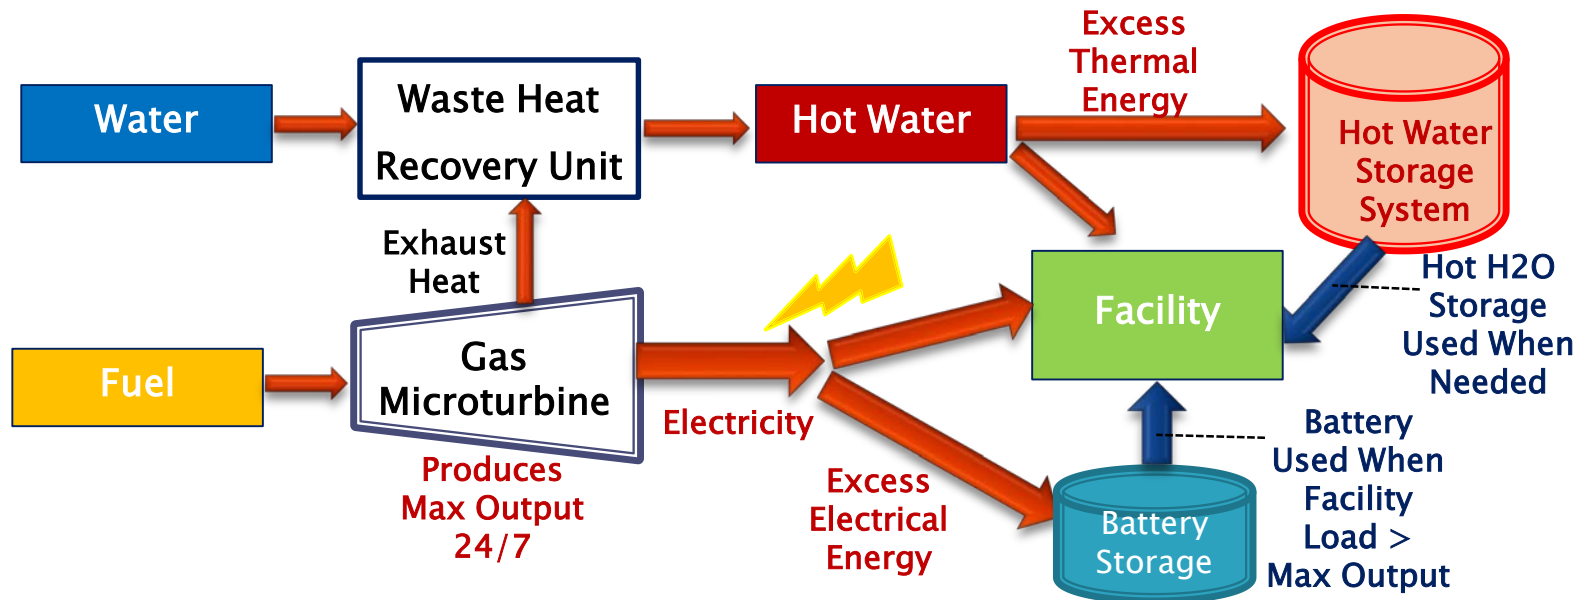 Excess
Thermal
Energy
Water
Waste Heat
Recovery Unit
Hot Water
Hot Water
Storage
System
Exhaust
Heat
Hot H2O
Storage
Used When
Needed
Facility
Fuel
Gas
Microturbine
Electricity
Produces
Max Output
24/7
Excess
Electrical
Energy
Battery
Storage
Battery
Used When
Facility
Load >
Max Output